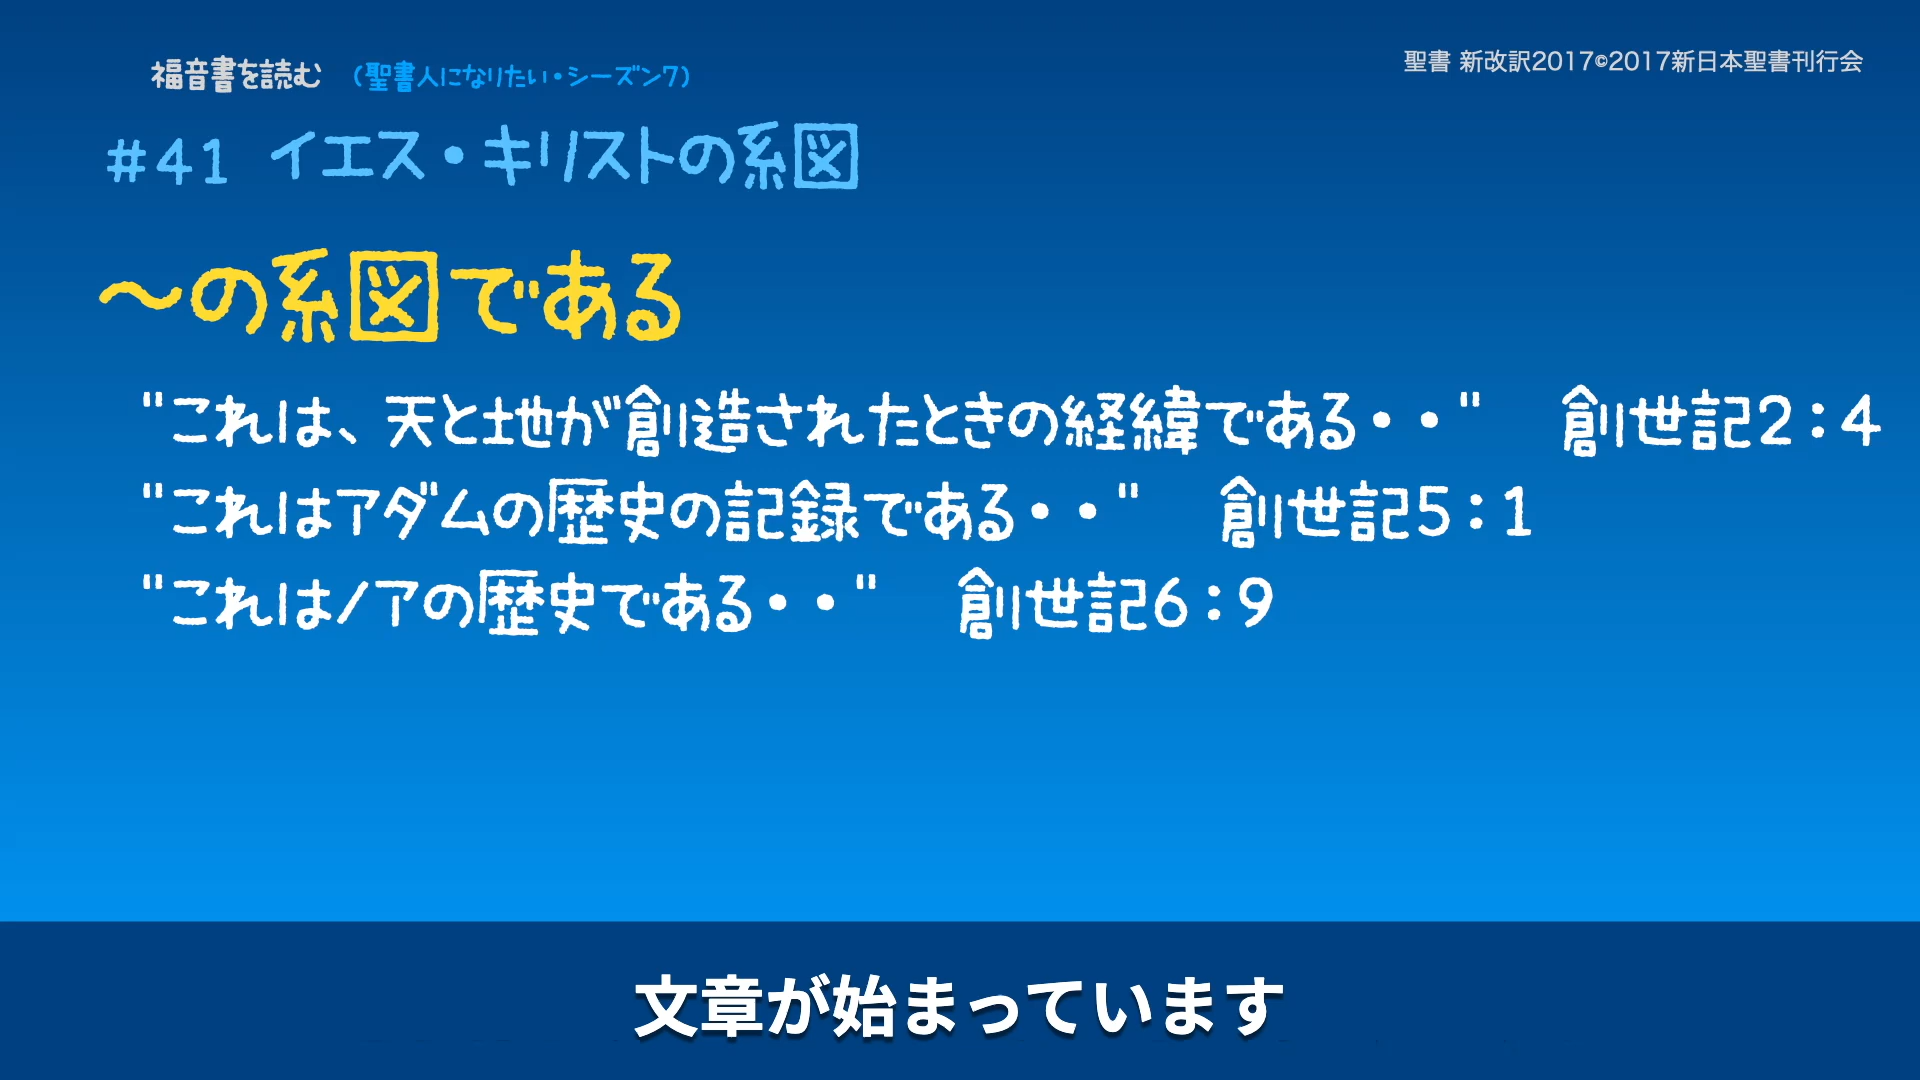 福音書を読む （聖書人になりたい・シーズン7）
聖書 新改訳2017©2017新日本聖書刊行会
#41 イエス・キリストの系図
〜の系図である
"これは、天と地が創造されたときの経緯である・・" 創世記2：4
"これはアダムの歴史の記録である・・" 創世記5：1
"これはノアの歴史である・・" 創世記6：9
文章が始まっています